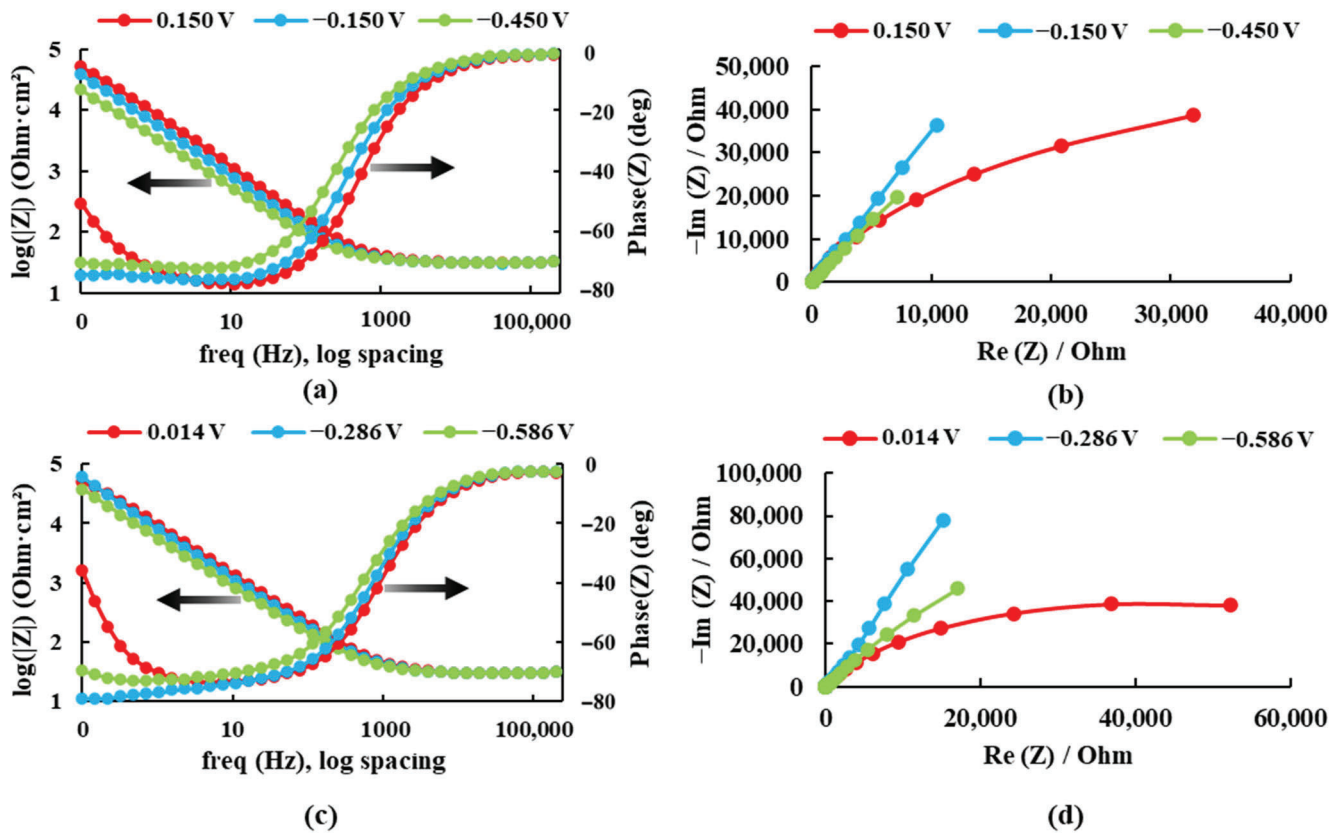 0.150 V −0.150 V −0.450 V
5
4
3
2
1
log(|Z|) (Ohm·cm²)
0
−20
−40
−60
−80
Phase(Z) (deg)
0 10 1000 100,000
freq (Hz), log spacing
(a)
0.150 V −0.150 V −0.450 V
50,000
40,000
30,000
20,000
10,000
0
−Im (Z) / Ohm
0 10,000 20,000 30,000 40,000
Re (Z) / Ohm
(b)
0.014 V −0.286 V −0.586 V
5
4
3
2
1
log(|Z|) (Ohm·cm²)
0
−20
−40
−60
−80
Phase(Z) (deg)
0 10 1000 100,000
freq (Hz), log spacing
(c)
0.014 V −0.286 V −0.586 V
100,000
80,000
60,000
40,000
20,000
0
−Im (Z) / Ohm
0 20,000 40,000 60,000
Re (Z) / Ohm
(d)